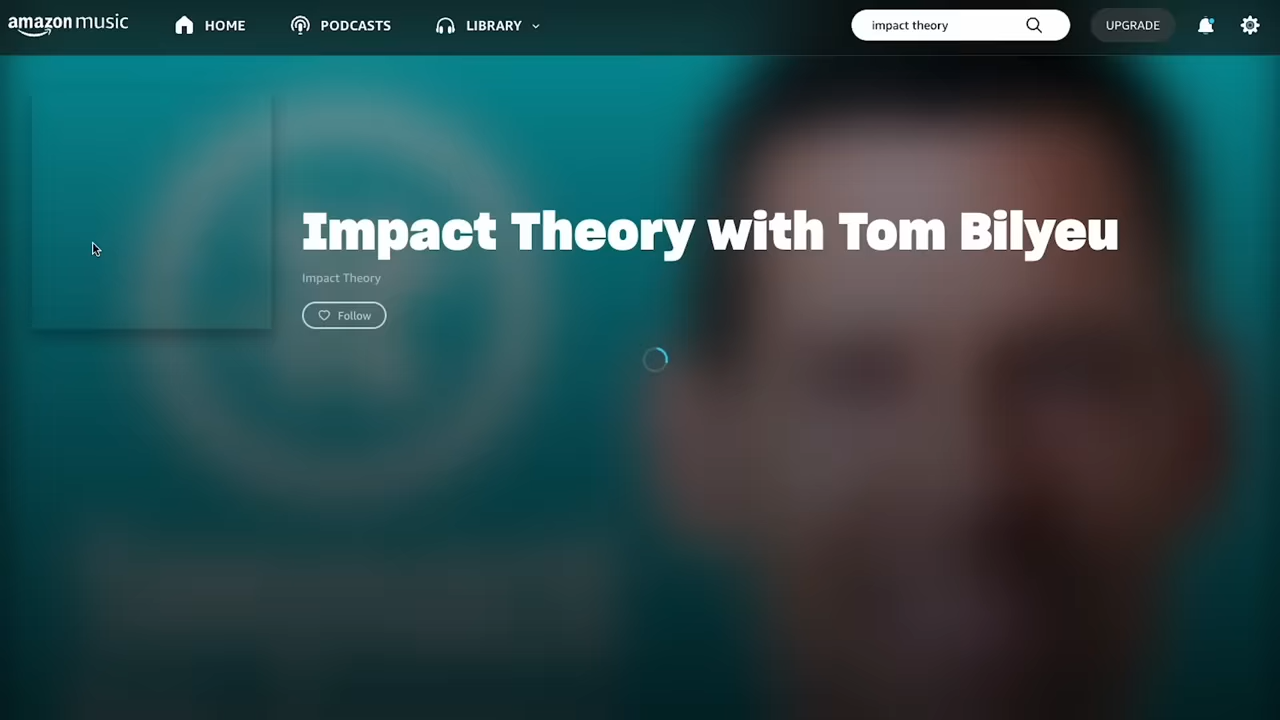 amazon music
HOME
PODCASTS
LIBRARY
impact theory
UPGRADE
Impact Theory with Tom Bilyeu
Impact Theory
Follow